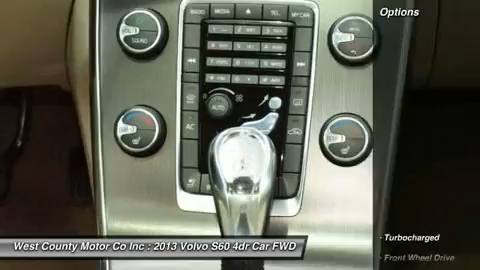 Options
RADIO MEDIA TEL MY CAR
SOUND
AUTO
AC
West County Motor Co Inc : 2013 Volvo S60 4dr Car FWD
· Turbocharged
· Front Wheel Drive